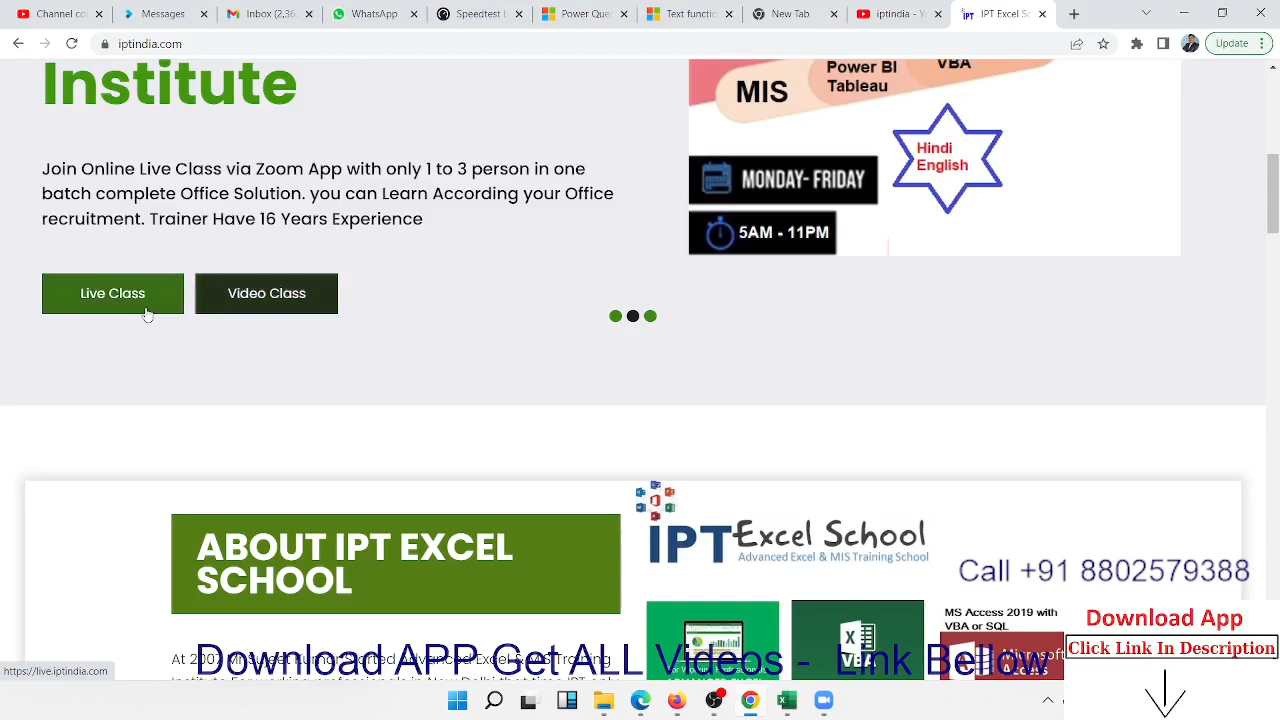 Channel cont
Messages
Inbox (2,36
WhatsApp
Speedtest b
Power Que
Text functio
New Tab
iptindia - Y
IPT Excel Sc
iptindia.com
Update
Institute
Join Online Live Class via Zoom App with only 1 to 3 person in one
batch complete Office Solution. you can Learn According your Office
recruitment. Trainer Have 16 Years Experience
Live Class
Video Class
MIS
Power BI
Tableau
VBA
Hindi
English
MONDAY- FRIDAY
5AM - 11PM
ABOUT IPT EXCEL
SCHOOL
IPT Excel School
Advanced Excel & MIS Training School
Call +91 8802579388
MS Access 2019 with
VBA or SQL
Microsoft
Access
Download App
Click Link In Description
Download APP Get ALL Videos - Link Bellow
https://live.iptindia.com